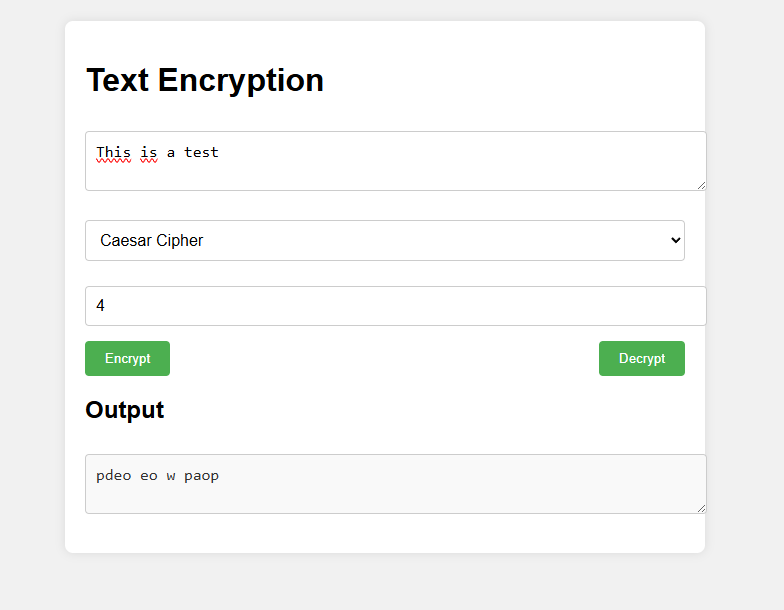 Text Encryption
This is a test
Caesar Cipher
4
Encrypt
Decrypt
Output
pdeo eo w paop